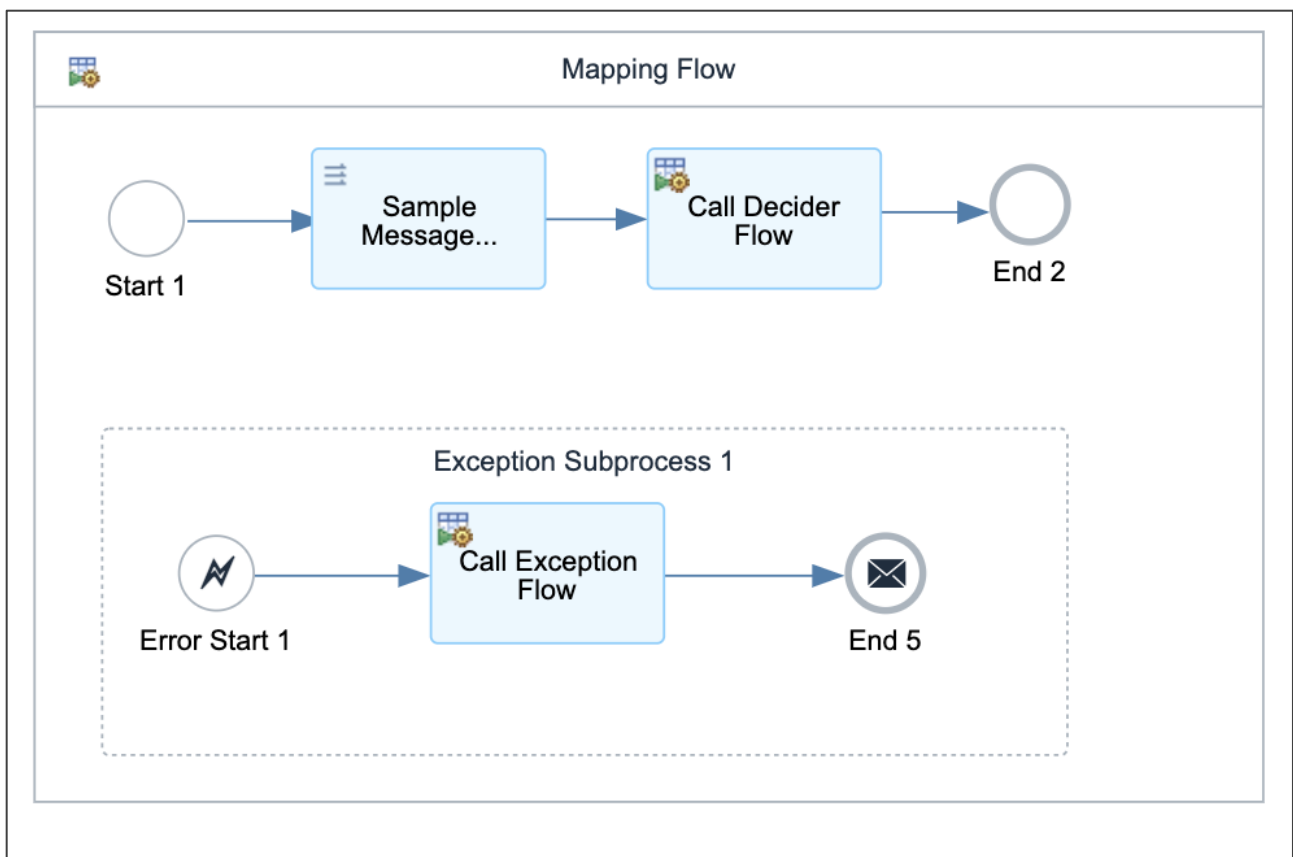 Mapping Flow
Sample
Message...
Call Decider
Flow
Start 1
End 2
Exception Subprocess 1
Call Exception
Flow
Error Start 1
End 5